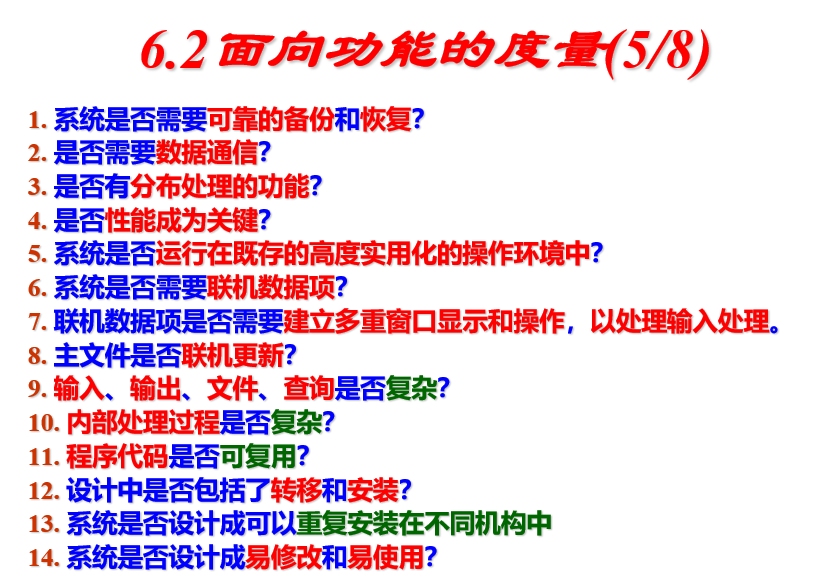 6.2面向功能的度量(5/8)
1. 系统是否需要可靠的备份和恢复?
2. 是否需要数据通信?
3. 是否有分布处理的功能?
4. 是否性能成为关键?
5. 系统是否运行在既存的高度实用化的操作环境中?
6. 系统是否需要联机数据项?
7. 联机数据项是否需要建立多重窗口显示和操作，以处理输入处理。
8. 主文件是否联机更新?
9. 输入、输出、文件、查询是否复杂?
10. 内部处理过程是否复杂?
11. 程序代码是否可复用?
12. 设计中是否包括了转移和安装?
13. 系统是否设计成可以重复安装在不同机构中
14. 系统是否设计成易修改和易使用?